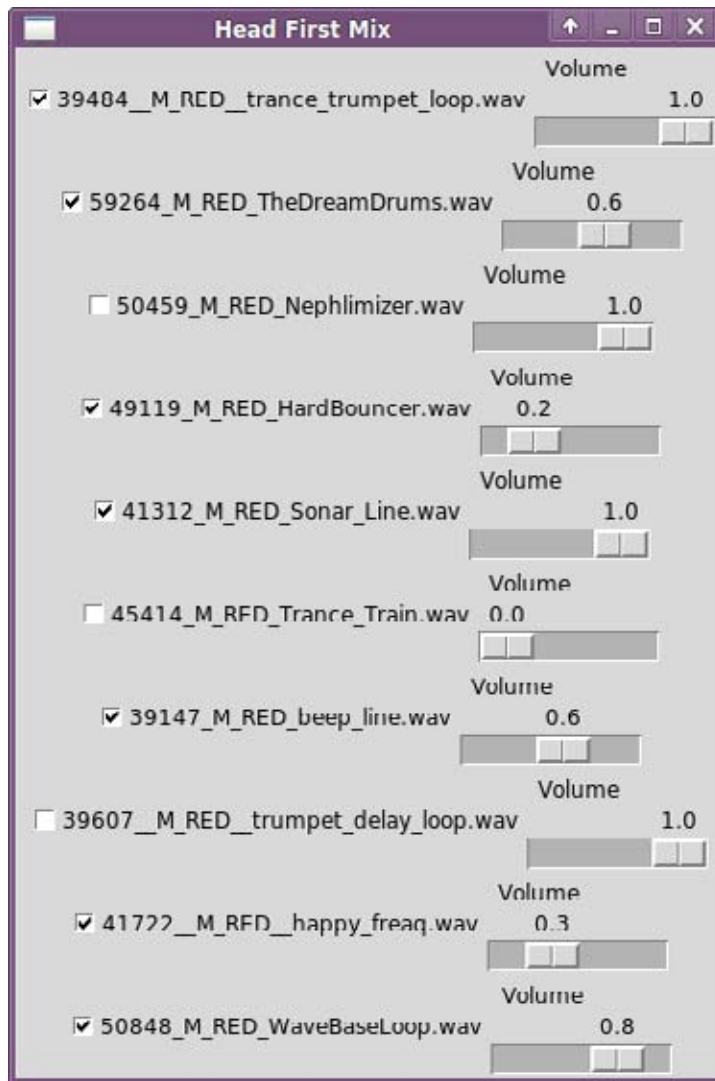 Head First Mix
Volume
39484__M_RED__trance_trumpet_loop.wav 1.0
Volume
59264_M_RED_TheDreamDrums.wav 0.6
Volume
50459_M_RED_Nephlimizer.wav 1.0
Volume
49119_M_RED_HardBouncer.wav 0.2
Volume
41312_M_RED_Sonar_Line.wav 1.0
Volume
45414_M_RED_Trance_Train.wav 0.0
Volume
39147_M_RED_beep_line.wav 0.6
Volume
39607__M_RED__trumpet_delay_loop.wav 1.0
Volume
41722__M_RED__happy_freaq.wav 0.3
Volume
50848_M_RED_WaveBaseLoop.wav 0.8